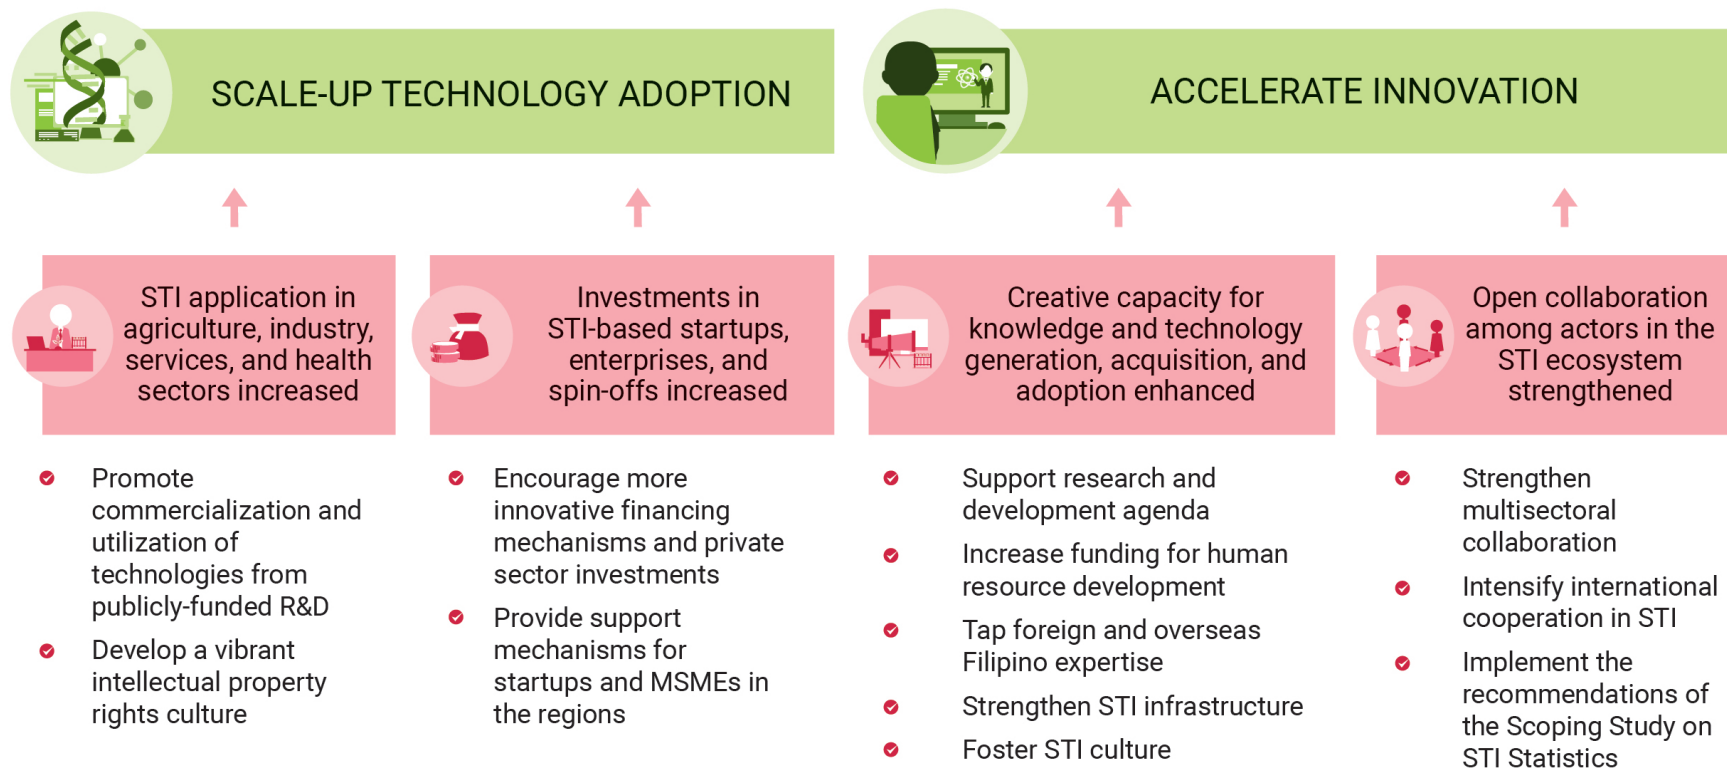 SCALE-UP TECHNOLOGY ADOPTION
ACCELERATE INNOVATION
STI application in
agriculture, industry,
services, and health
sectors increased
Investments in
STI-based startups,
enterprises, and
spin-offs increased
Creative capacity for
knowledge and technology
generation, acquisition, and
adoption enhanced
Open collaboration
among actors in the
STI ecosystem
strengthened
Promote
commercialization and
utilization of
technologies from
publicly-funded R&D
Develop a vibrant
intellectual property
rights culture
Encourage more
innovative financing
mechanisms and private
sector investments
Provide support
mechanisms for
startups and MSMEs in
the regions
Support research and
development agenda
Increase funding for human
resource development
Tap foreign and overseas
Filipino expertise
Strengthen STI infrastructure
Foster STI culture
Strengthen
multisectoral
collaboration
Intensify international
cooperation in STI
Implement the
recommendations of
the Scoping Study on
STI Statistics